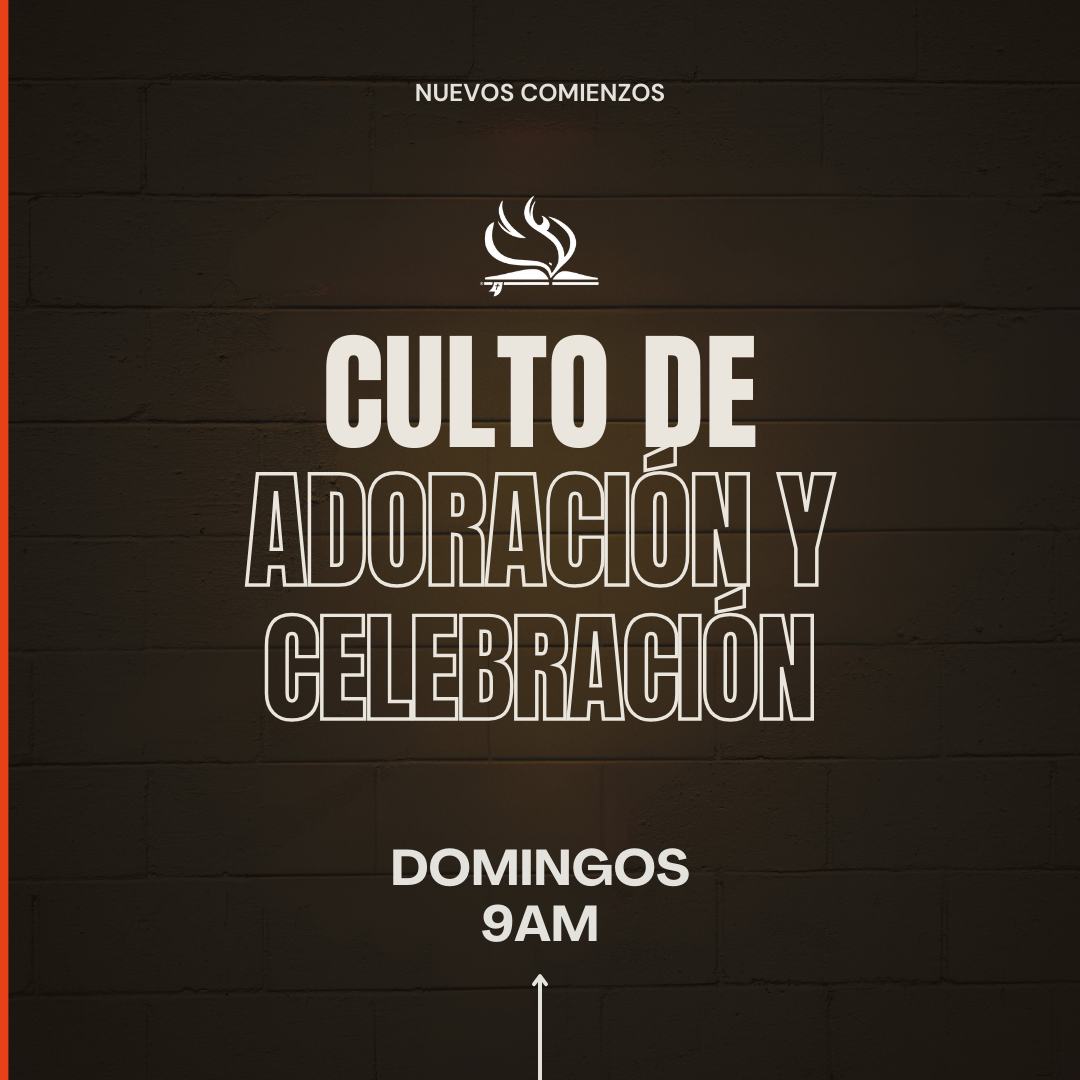 NUEVOS COMIENZOS
CULTO DE
ADORACIÓN Y
CELEBRACIÓN
DOMINGOS
9AM